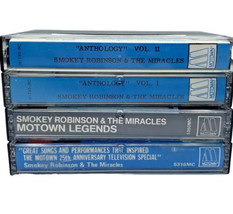 "ANTHOLOGY" VOL. II
SMOKEY ROBINSON & THE MIRACLES
"ANTHOLOGY" VOL. I
SMOKEY ROBINSON & THE MIRACLES
SMOKEY ROBINSON & THE MIRACLES
MOTOWN LEGENDS
"GREAT SONGS AND PERFORMANCES THAT INSPIRED
THE MOTOWN 25th ANNIVERSARY TELEVISION SPECIAL"
Smokey Robinson & The Miracles
5316MC